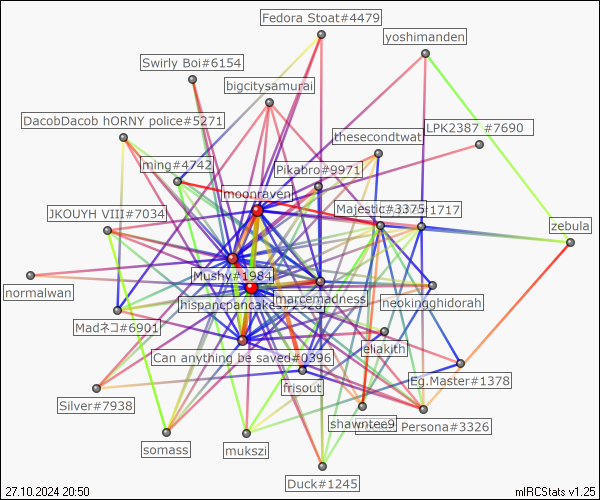 Fedora Stoat#4479
yoshimanden
Swirly Boi#6154
bigcitysamurai
DacobDacob hORNY police#5271
LPK2387 #7690
thesecondtwat
ming#4742
Pikabro#9971
moonraven
JKOUYH VIII#7034
Majestic#3375
1717
zebula
Mushy#1984
normalwan
marcemadness
neokingghidorah
hispancpancakes#2928
Madネコ#6901
Can anything be saved#0396
eliakith
frisout
Eg.Master#1378
Silver#7938
shawntee9
Persona#3326
somass
mukszi
Duck#1245
27.10.2024 20:50
mIRCStats v1.25